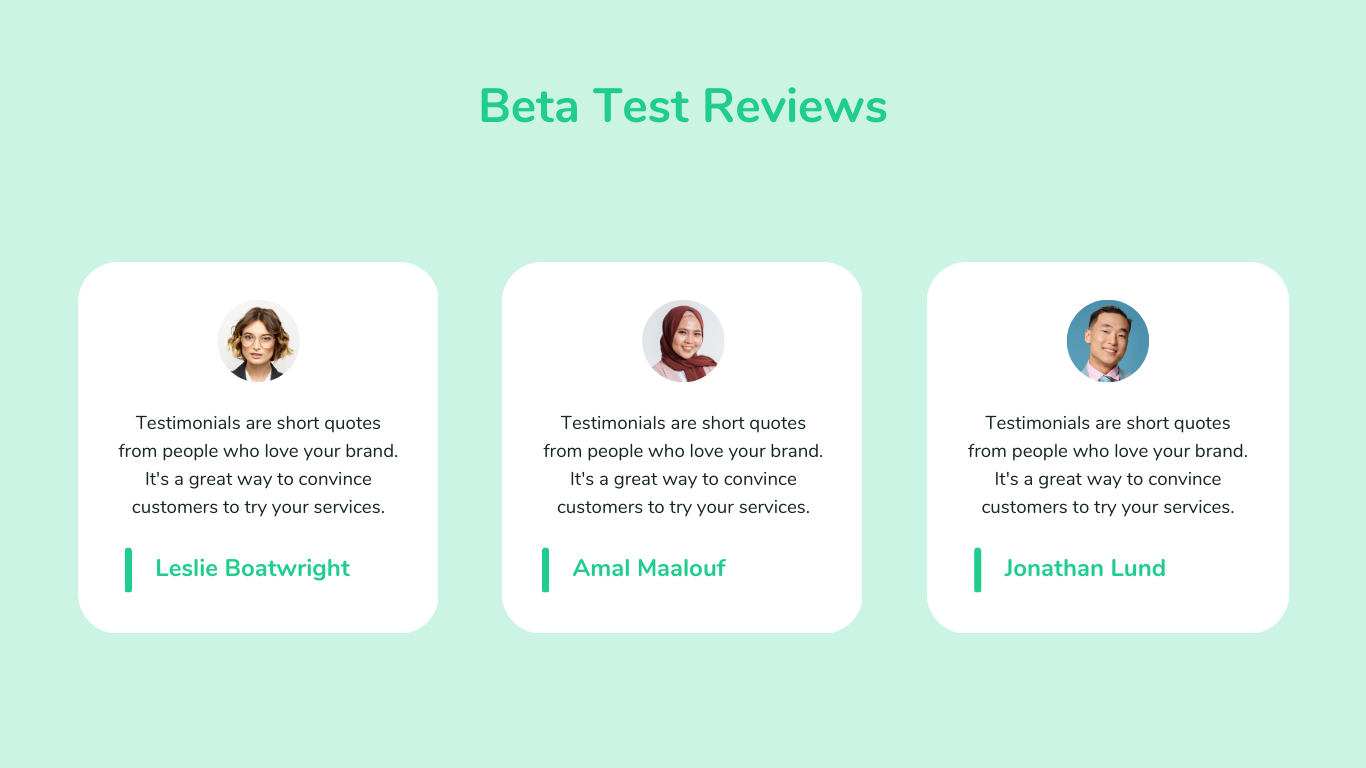 Beta Test Reviews
Testimonials are short quotes
from people who love your brand.
It's a great way to convince
customers to try your services.
Leslie Boatwright
Testimonials are short quotes
from people who love your brand.
It's a great way to convince
customers to try your services.
Amal Maalouf
Testimonials are short quotes
from people who love your brand.
It's a great way to convince
customers to try your services.
Jonathan Lund